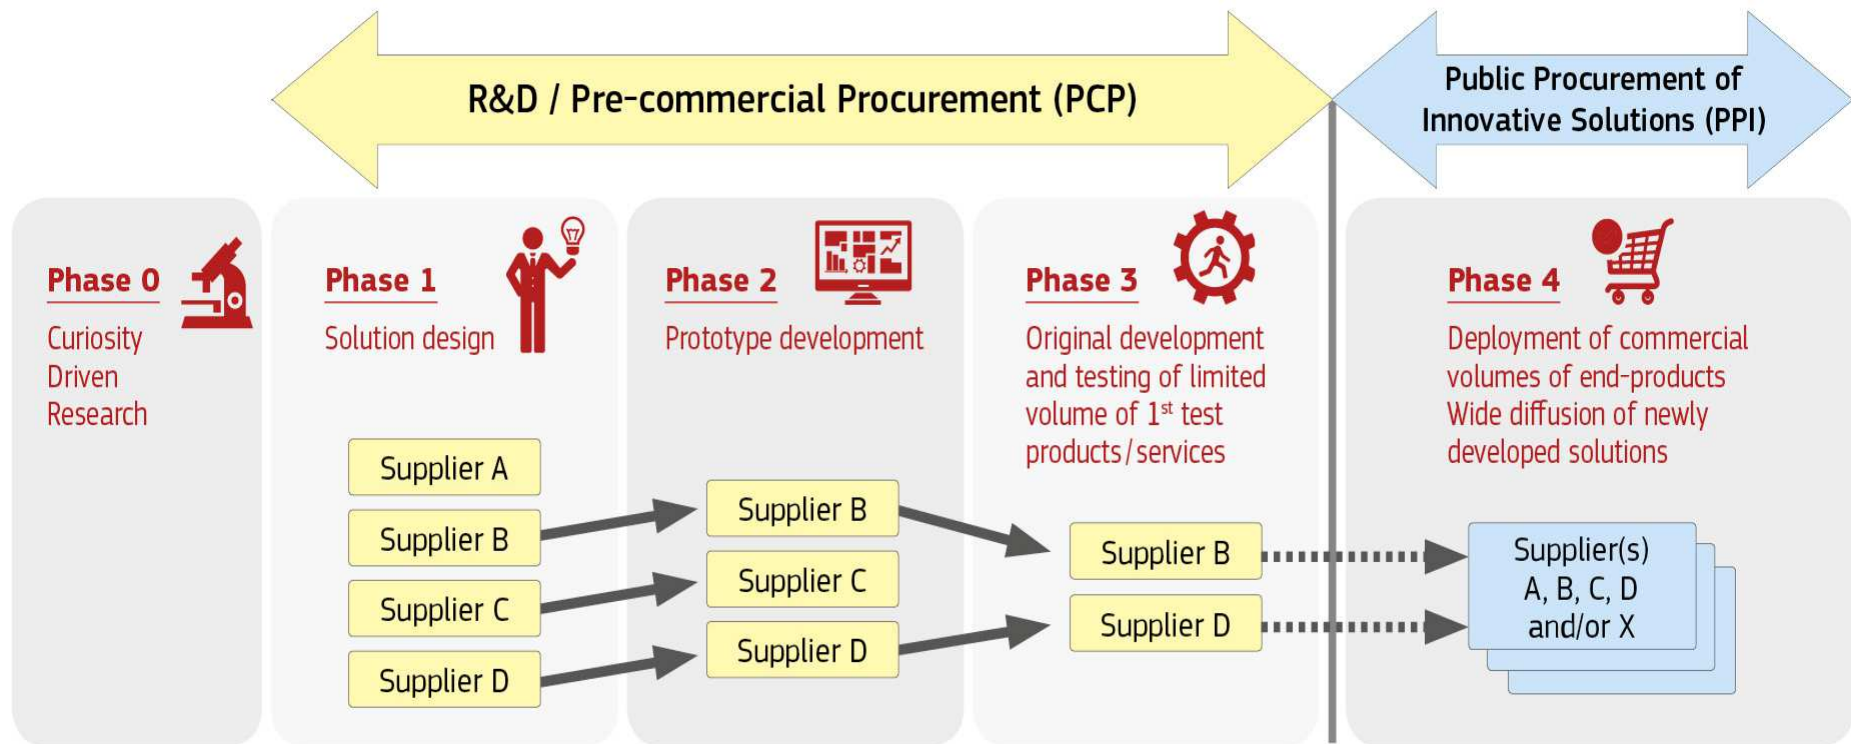 R&D / Pre-commercial Procurement (PCP)
Public Procurement of
Innovative Solutions (PPI)
Phase 0
Curiosity
Driven
Research
Phase 1
Solution design
Supplier A
Supplier B
Supplier C
Supplier D
Phase 2
Prototype development
Supplier B
Supplier C
Supplier D
Phase 3
Original development
and testing of limited
volume of 1st test
products/services
Supplier B
Supplier D
Phase 4
Deployment of commercial
volumes of end-products
Wide diffusion of newly
developed solutions
Supplier(s)
A, B, C, D
and/or X